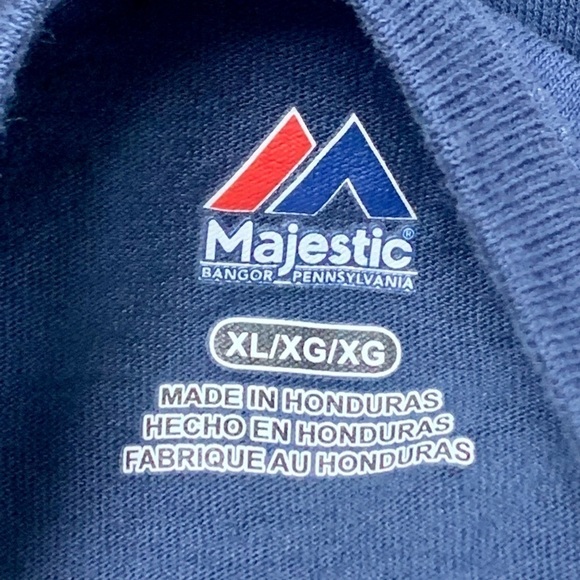 Majestic®
BANGOR, PENNSYLVANIA
XL/XG/XG
MADE IN HONDURAS
HECHO EN HONDURAS
FABRIQUE AU HONDURAS